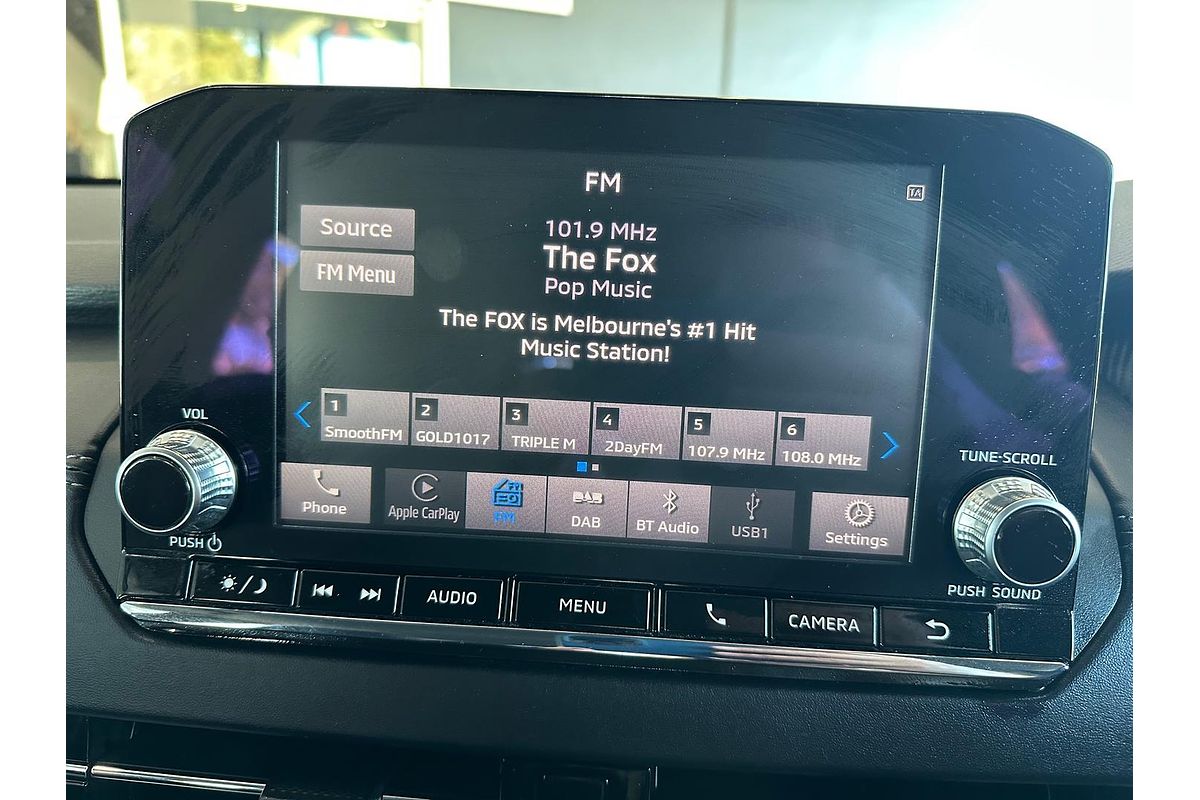 FM
TA
Source
101.9 MHz
The Fox
FM Menu
Pop Music
The FOX is Melbourne's #1 Hit
Music Station!
1
SmoothFM
2
GOLD1017
3
TRIPLE M
4
2DayFM
5
107.9 MHz
6
108.0 MHz
VOL
TUNE·SCROLL
Phone
Apple CarPlay
FM
DAB
DAB
BT Audio
USB1
Settings
PUSH
PUSH SOUND
AUDIO
MENU
CAMERA